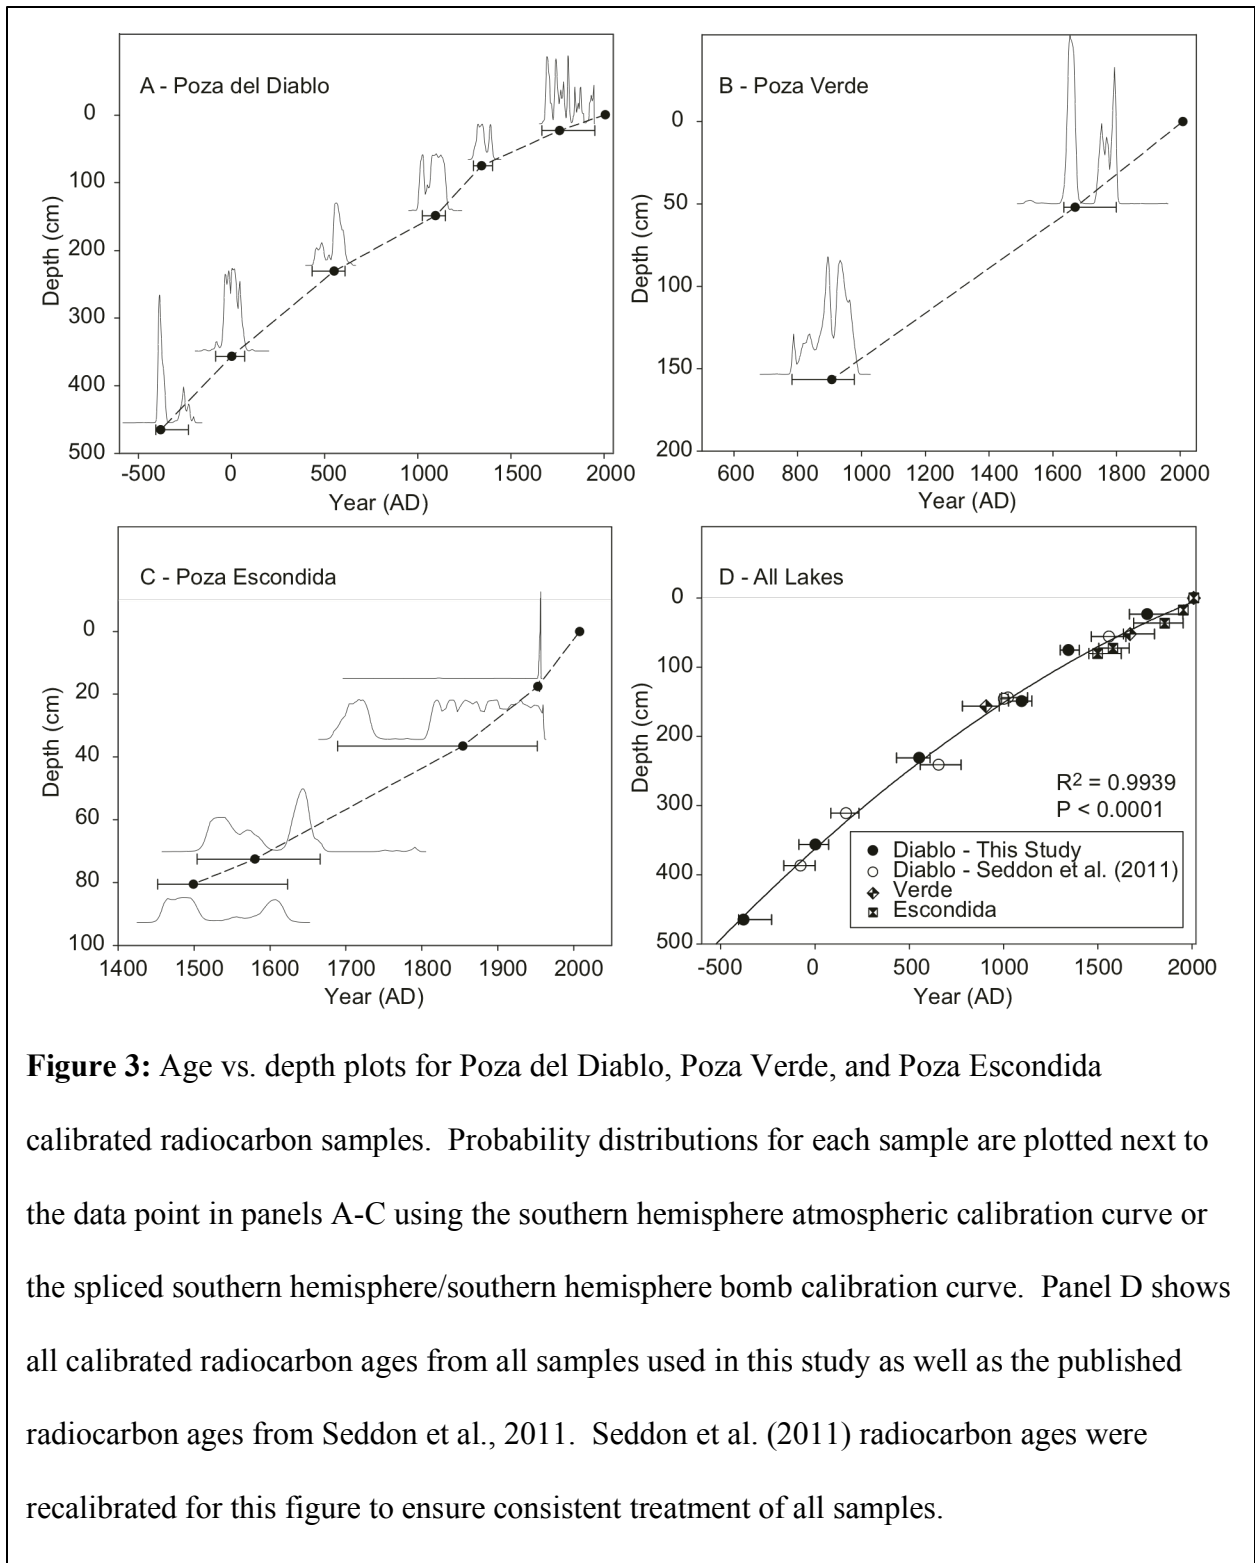 A - Poza del Diablo
Depth (cm)
0
100
200
300
400
500
-500
0
500
1000
1500
2000
Year (AD)
B - Poza Verde
Depth (cm)
0
50
100
150
200
600
800
1000
1200
1400
1600
1800
2000
Year (AD)
C - Poza Escondida
Depth (cm)
0
20
40
60
80
100
1400
1500
1600
1700
1800
1900
2000
Year (AD)
D - All Lakes
Depth (cm)
0
100
200
300
400
500
-500
0
500
1000
1500
2000
Year (AD)
R2 = 0.9939
P < 0.0001
Diablo - This Study
Diablo - Seddon et al. (2011)
Verde
Escondida
Figure 3: Age vs. depth plots for Poza del Diablo, Poza Verde, and Poza Escondida
calibrated radiocarbon samples. Probability distributions for each sample are plotted next to
the data point in panels A-C using the southern hemisphere atmospheric calibration curve or
the spliced southern hemisphere/southern hemisphere bomb calibration curve. Panel D shows
all calibrated radiocarbon ages from all samples used in this study as well as the published
radiocarbon ages from Seddon et al., 2011. Seddon et al. (2011) radiocarbon ages were
recalibrated for this figure to ensure consistent treatment of all samples.